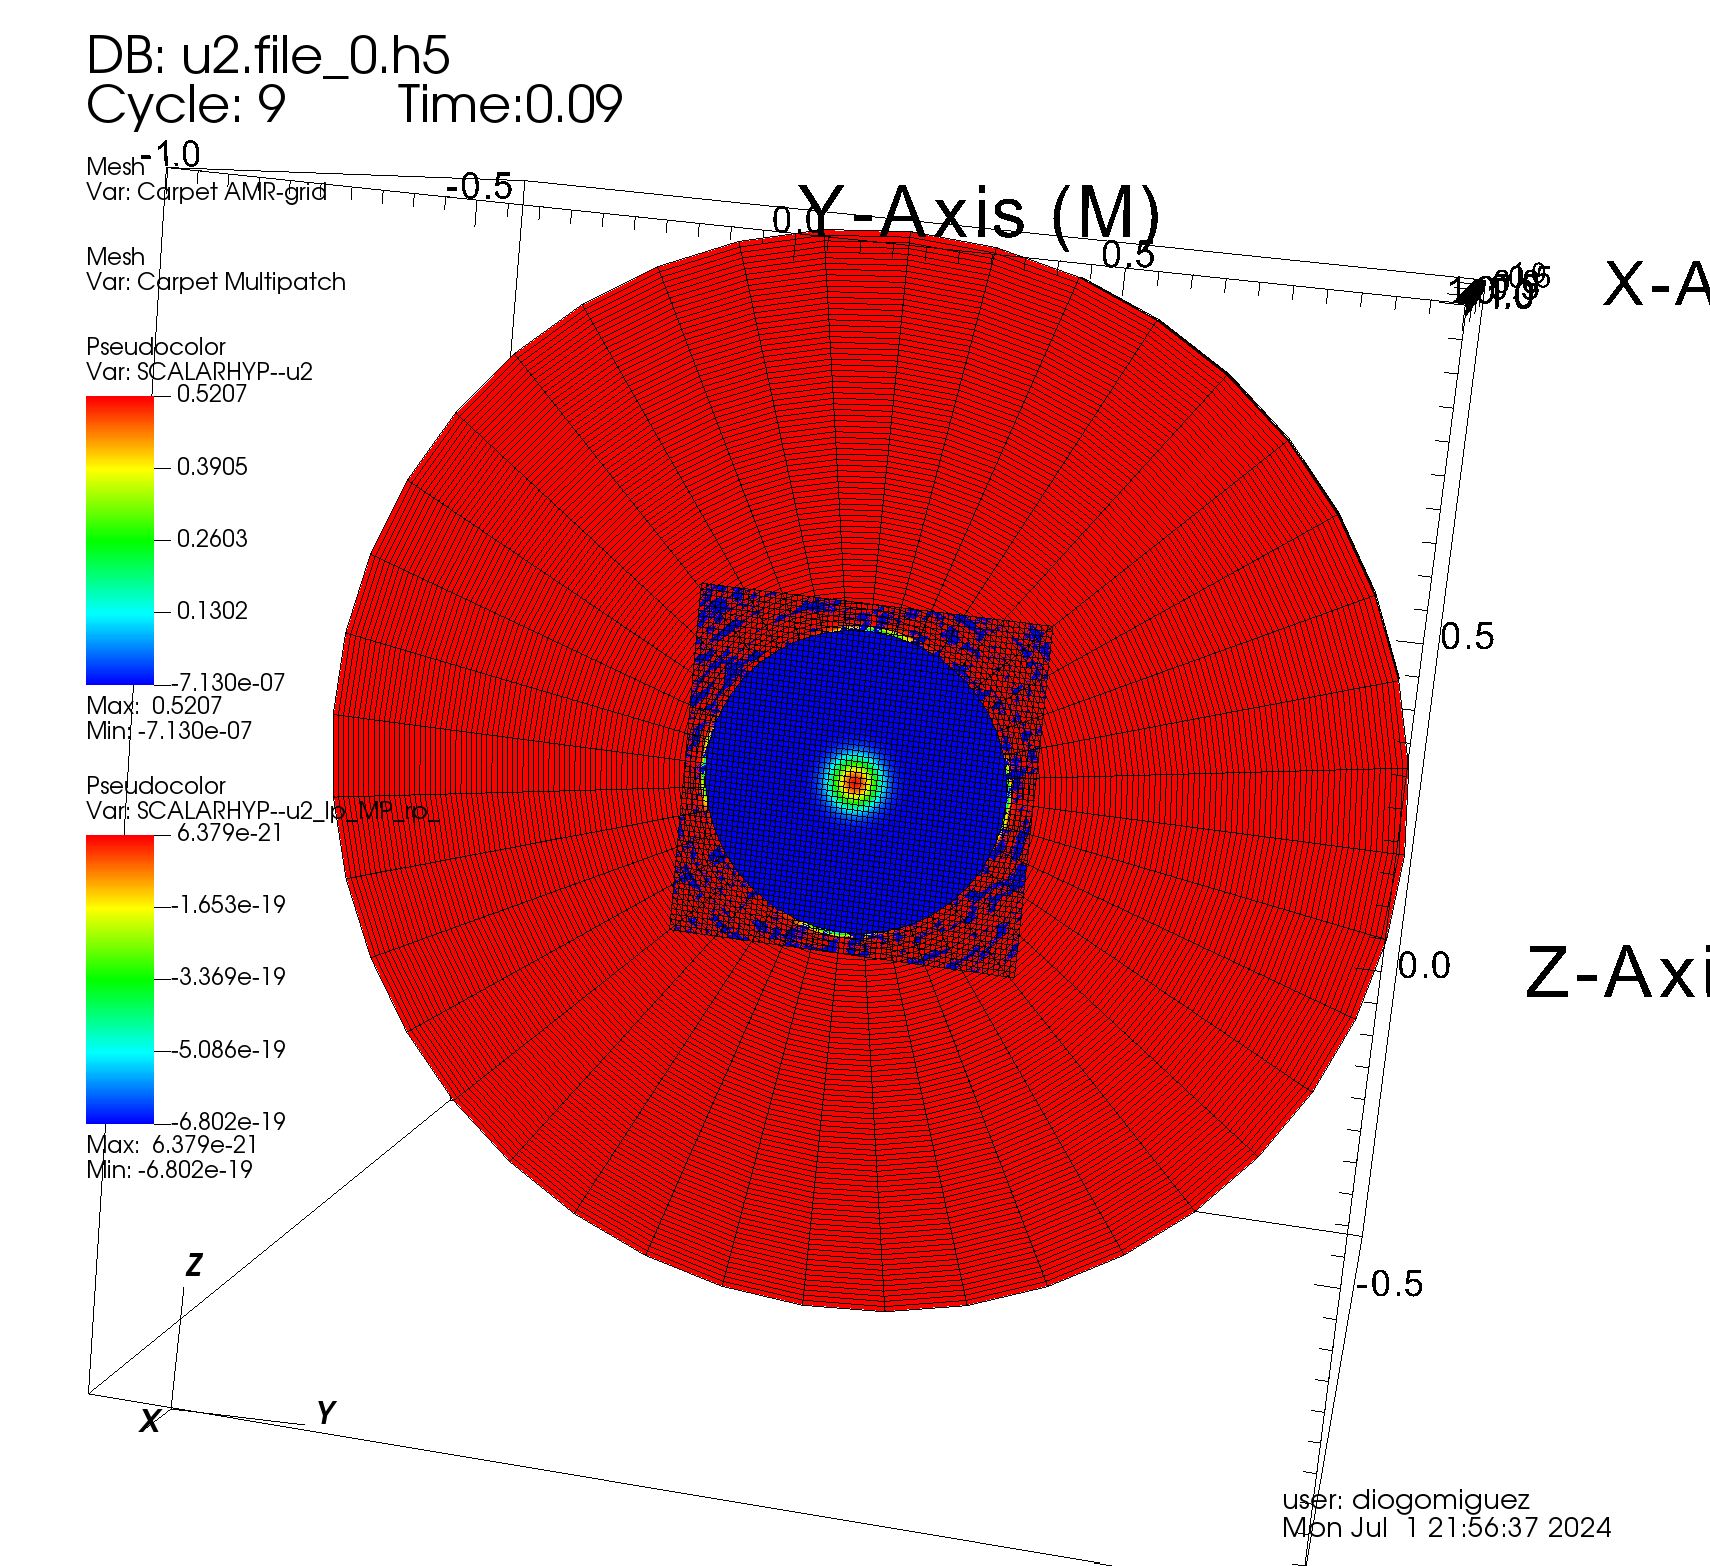 DB: u2.file_0.h5
Cycle: 9 Time:0.09
Mesh
Var: Carpet AMR-grid
Mesh
Var: Carpet Multipatch
Pseudocolor
Var: SCALARHYP--u2
0.5207
0.3905
0.2603
0.1302
-7.130e-07
Max: 0.5207
Min: -7.130e-07
Pseudocolor
Var: SCALARHYP--u2_lp_MP_rp_
6.379e-21
-1.653e-19
-3.369e-19
-5.086e-19
-6.802e-19
Max: 6.379e-21
Min: -6.802e-19
-1.0
-0.5
0.0
0.5
Y-Axis (M)
X-A
0.5
0.0
-0.5
Z-Axi
Z
X
Y
user: diogomiguez
Mon Jul 1 21:56:37 2024